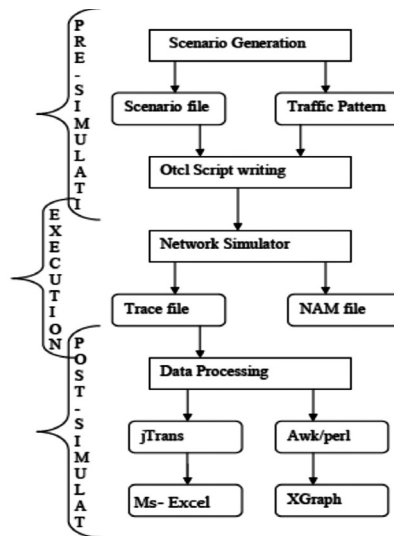 PRE-SIMULATI
Scenario Generation
Scenario file
Traffic Pattern
Otcl Script writing
EXECUTION
Network Simulator
Trace file
NAM file
POST-SIMULAT
Data Processing
jTrans
Awk/perl
Ms- Excel
XGraph